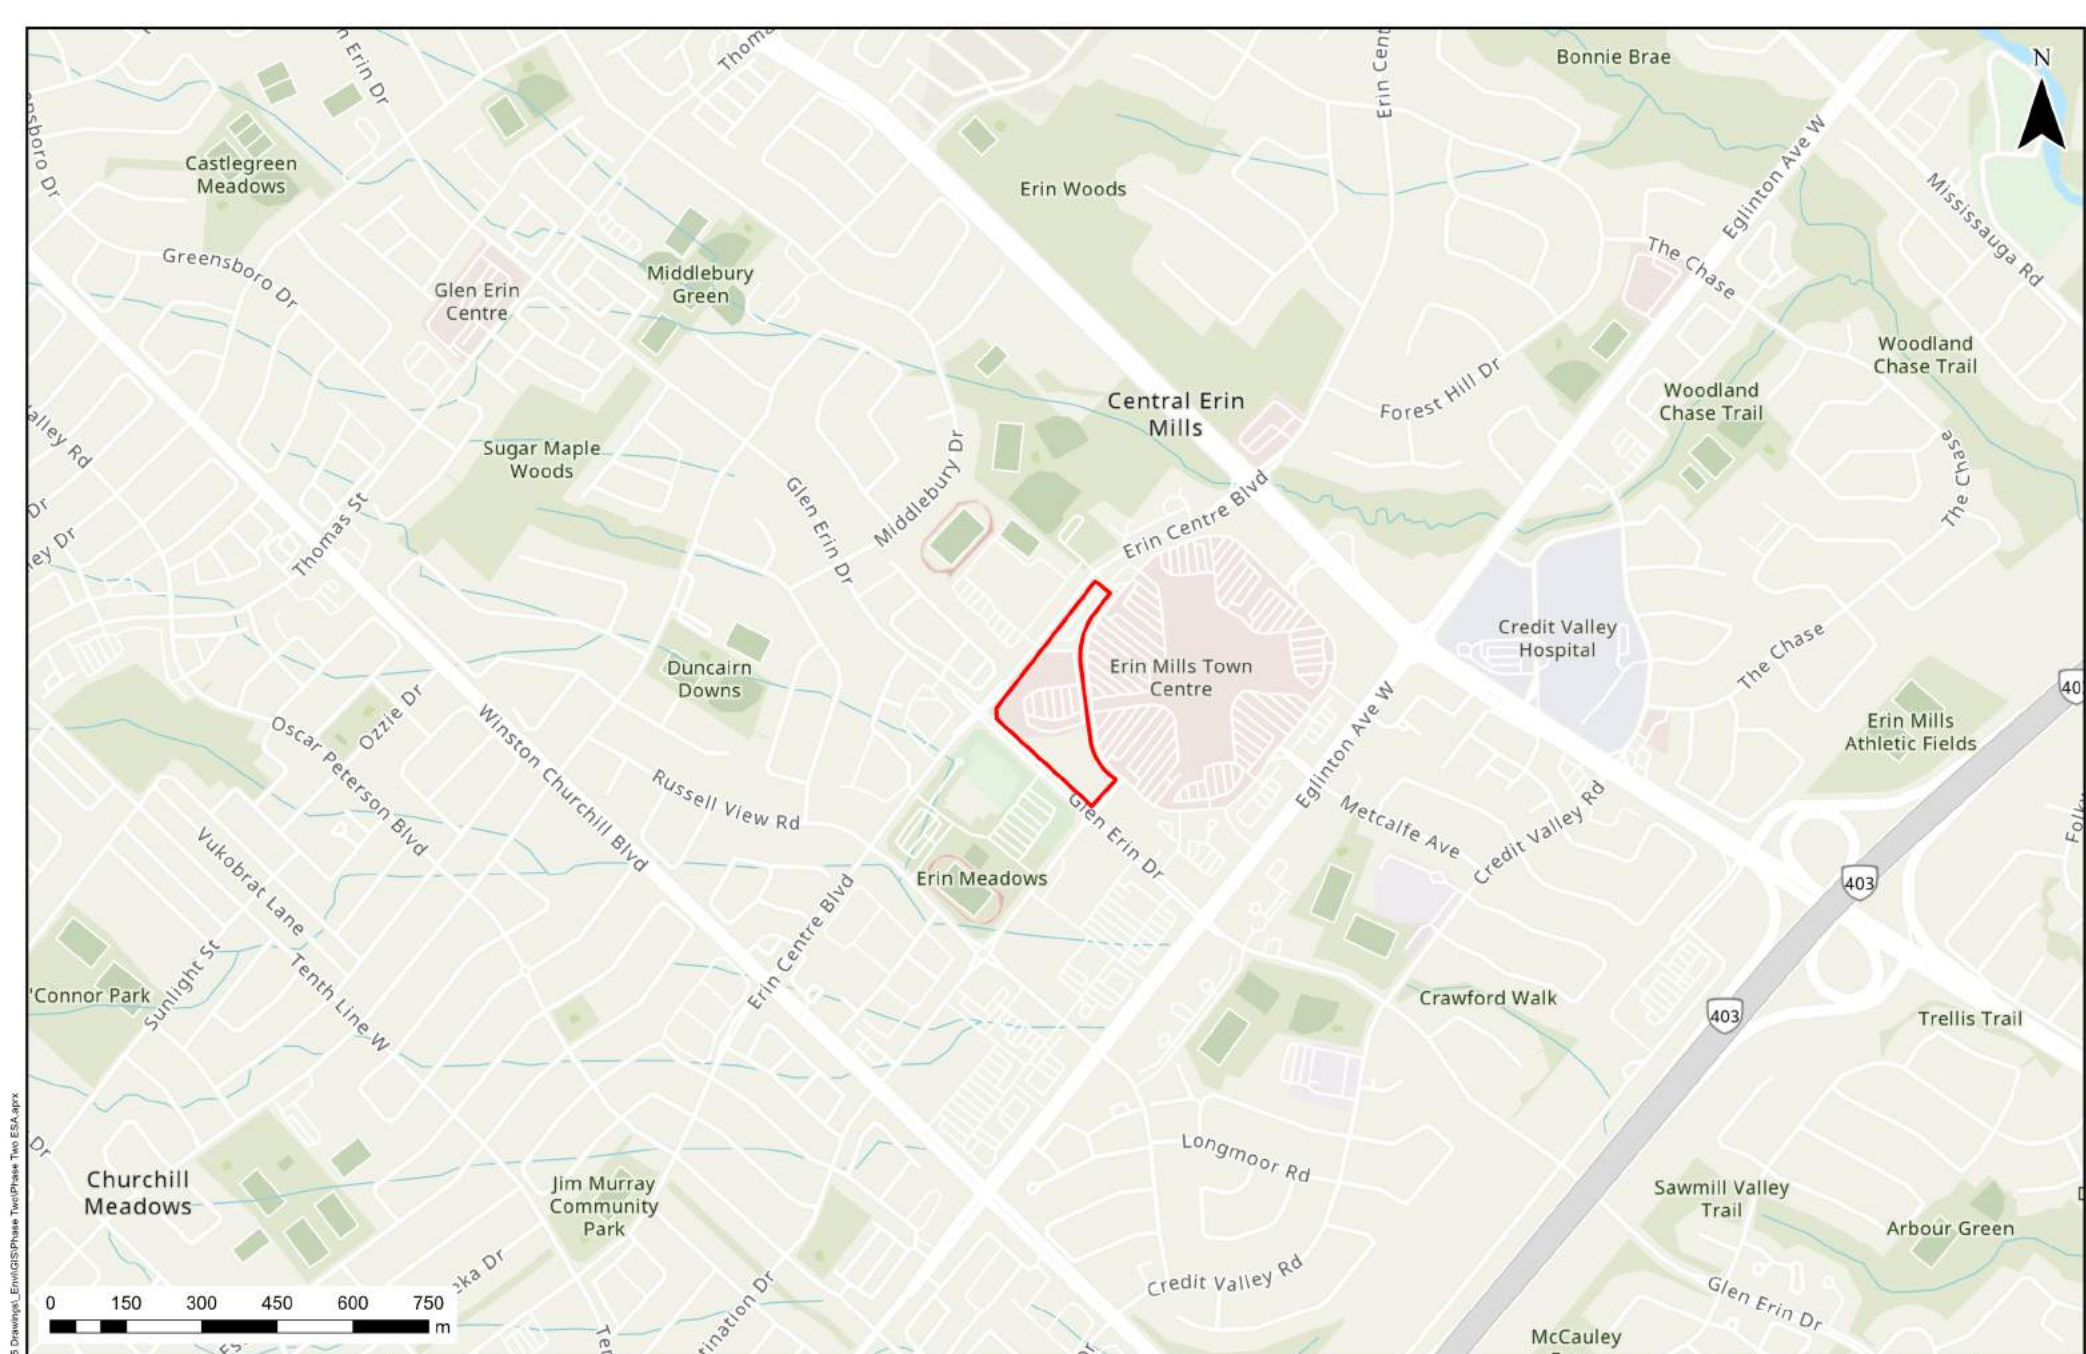 Bonnie Brae
N
Erin Dr
Castlegreen
Meadows
Erin Woods
Eglinton Ave W
Mississauga Rd
The Chase
Greensboro Dr
Glen Erin
Centre
Middlebury
Green
Woodland
Chase Trail
Woodland
Chase Trail
Central Erin
Mills
Forest Hill Dr
Sugar Maple
Woods
Middlebury Dr
Glen Erin Dr
The Chase
Thomas St
Erin Centre Blvd
Credit Valley
Hospital
The Chase
Erin Mills Town
Centre
Duncairn
Downs
Ozzie Dr
Oscar Peterson Blvd
Winston Churchill Blvd
Russell View Rd
Eglinton Ave W
Erin Mills
Athletic Fields
Metcalfe Ave
Credit Valley Rd
Glen Erin Dr
Erin Meadows
403
Vukobrat Lane
Erin Centre Blvd
Sunlight St
Tenth Line W
'Connor Park
Crawford Walk
403
Trellis Trail
Longmoor Rd
Churchill
Meadows
Jim Murray
Community
Park
Sawmill Valley
Trail
Arbour Green
Credit Valley Rd
Glen Erin Dr
McCauley
0 150 300 450 600 750
m